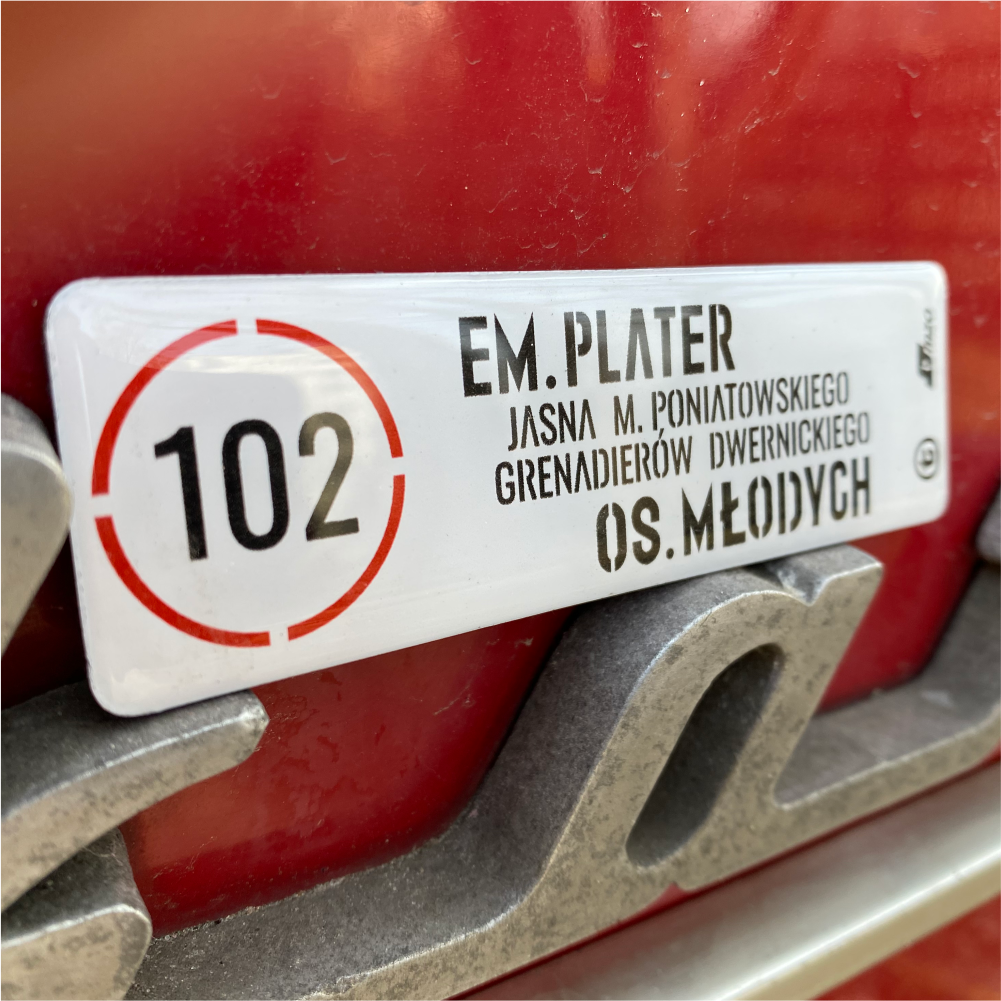 102
EM. PLATER
JASNA M. PONIATOWSKIEGO
GRENADIERÓW DWERNICKIEGO
OS. MŁODYCH